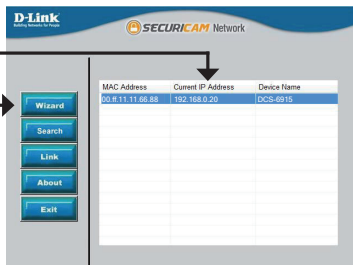 D-Link
Building Networks for People
SECURICAM Network
MAC Address Current IP Address Device Name
00.ff.11.11.66.88 192.168.0.20 DCS-6915
Wizard
Search
Link
About
Exit